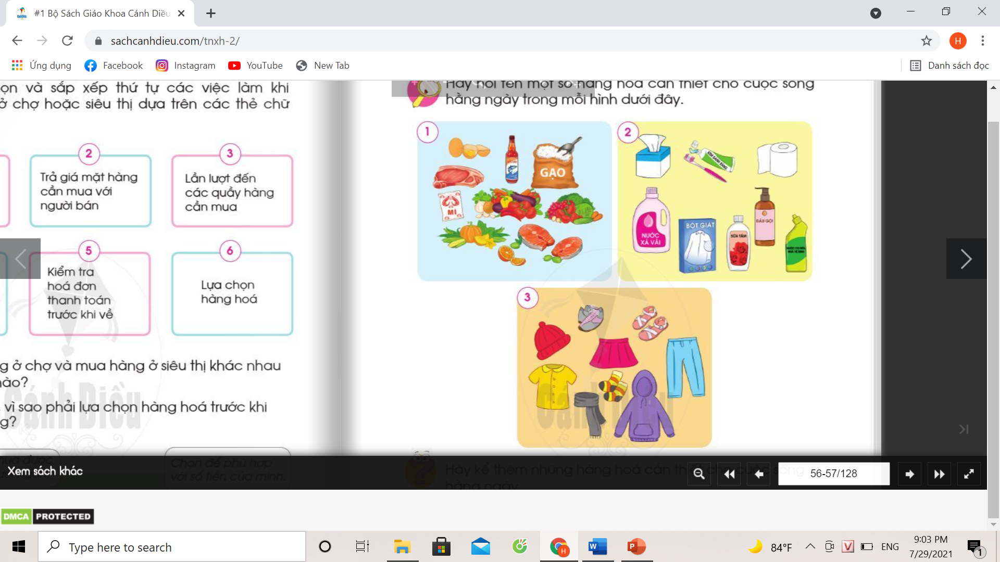 #1 Bộ Sách Giáo Khoa Cánh Diều
sachcanhdieu.com/tnxh-2/
H
Ứng dụng
Facebook
Instagram
YouTube
New Tab
Danh sách đọc
ọn và sắp xếp thứ tự các việc làm khi
ở chợ hoặc siêu thị dựa trên các thẻ chữ
2
Trả giá mặt hàng
cần mua với
người bán
3
Lần lượt đến
các quầy hàng
cần mua
5
Kiểm tra
hoá đơn
thanh toán
trước khi về
6
Lựa chọn
hàng hoá
g ở chợ và mua hàng ở siêu thị khác nhau
nào?
vì sao phải lựa chọn hàng hoá trước khi
g?
mua được
Chọn để phù hợp
với số tiền của mình.
Hãy nói tên một số hàng hoá cần thiết cho cuộc sống
hằng ngày trong mỗi hình dưới đây.
1
GẠO
MÌ
2
NƯỚC
XẢ VẢI
BỘT GIẶT
SỮA TẮM
DẦU GỘI
3
Cánh Diều
Cánh Diều
Hãy kể thêm những hàng hoá cần thiết cho cuộc sống
hằng ngày
Xem sách khác
56-57/128
DMCA PROTECTED
Type here to search
H
84°F
ENG
9:03 PM
7/29/2021
1